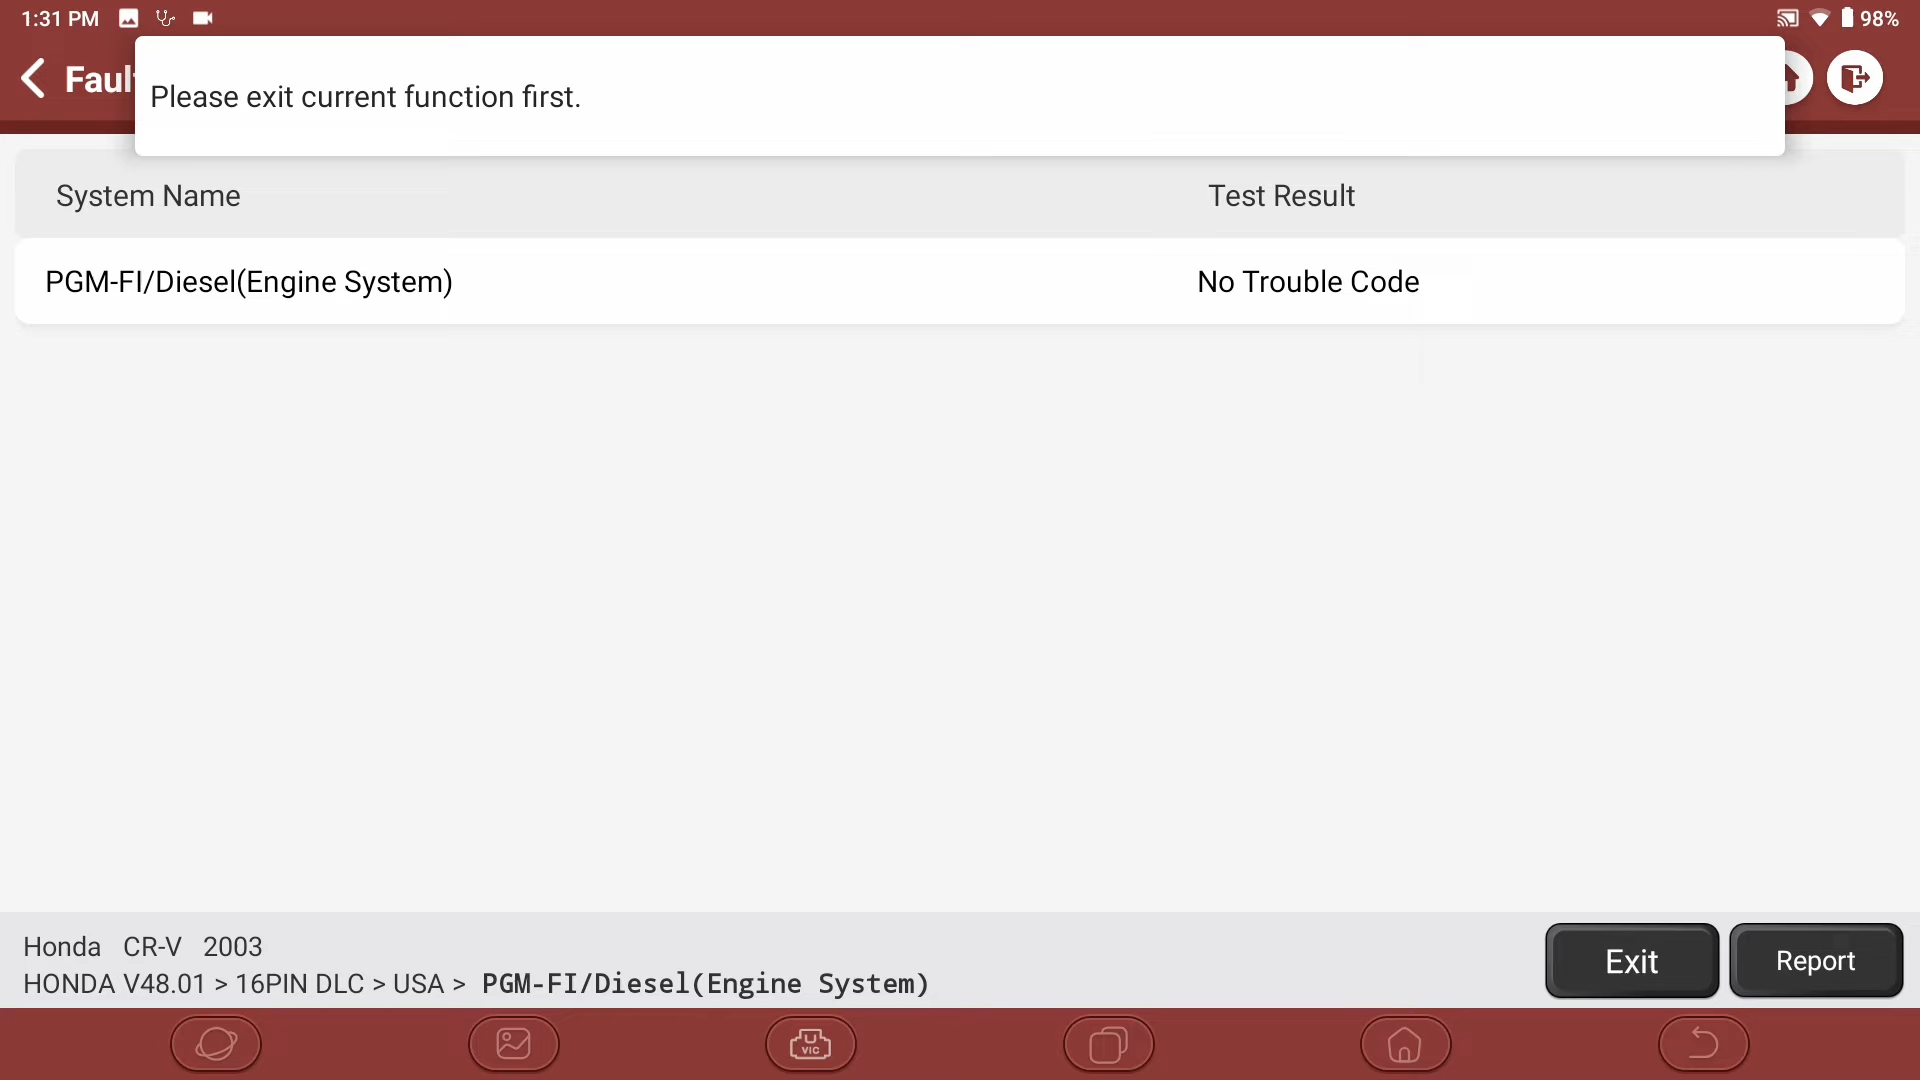 1:31 PM
98%
Faul
Please exit current function first.
System Name Test Result
PGM-FI/Diesel(Engine System) No Trouble Code
Honda CR-V 2003
HONDA V48.01 > 16PIN DLC > USA > PGM-FI/Diesel(Engine System)
Exit
Report
VIC